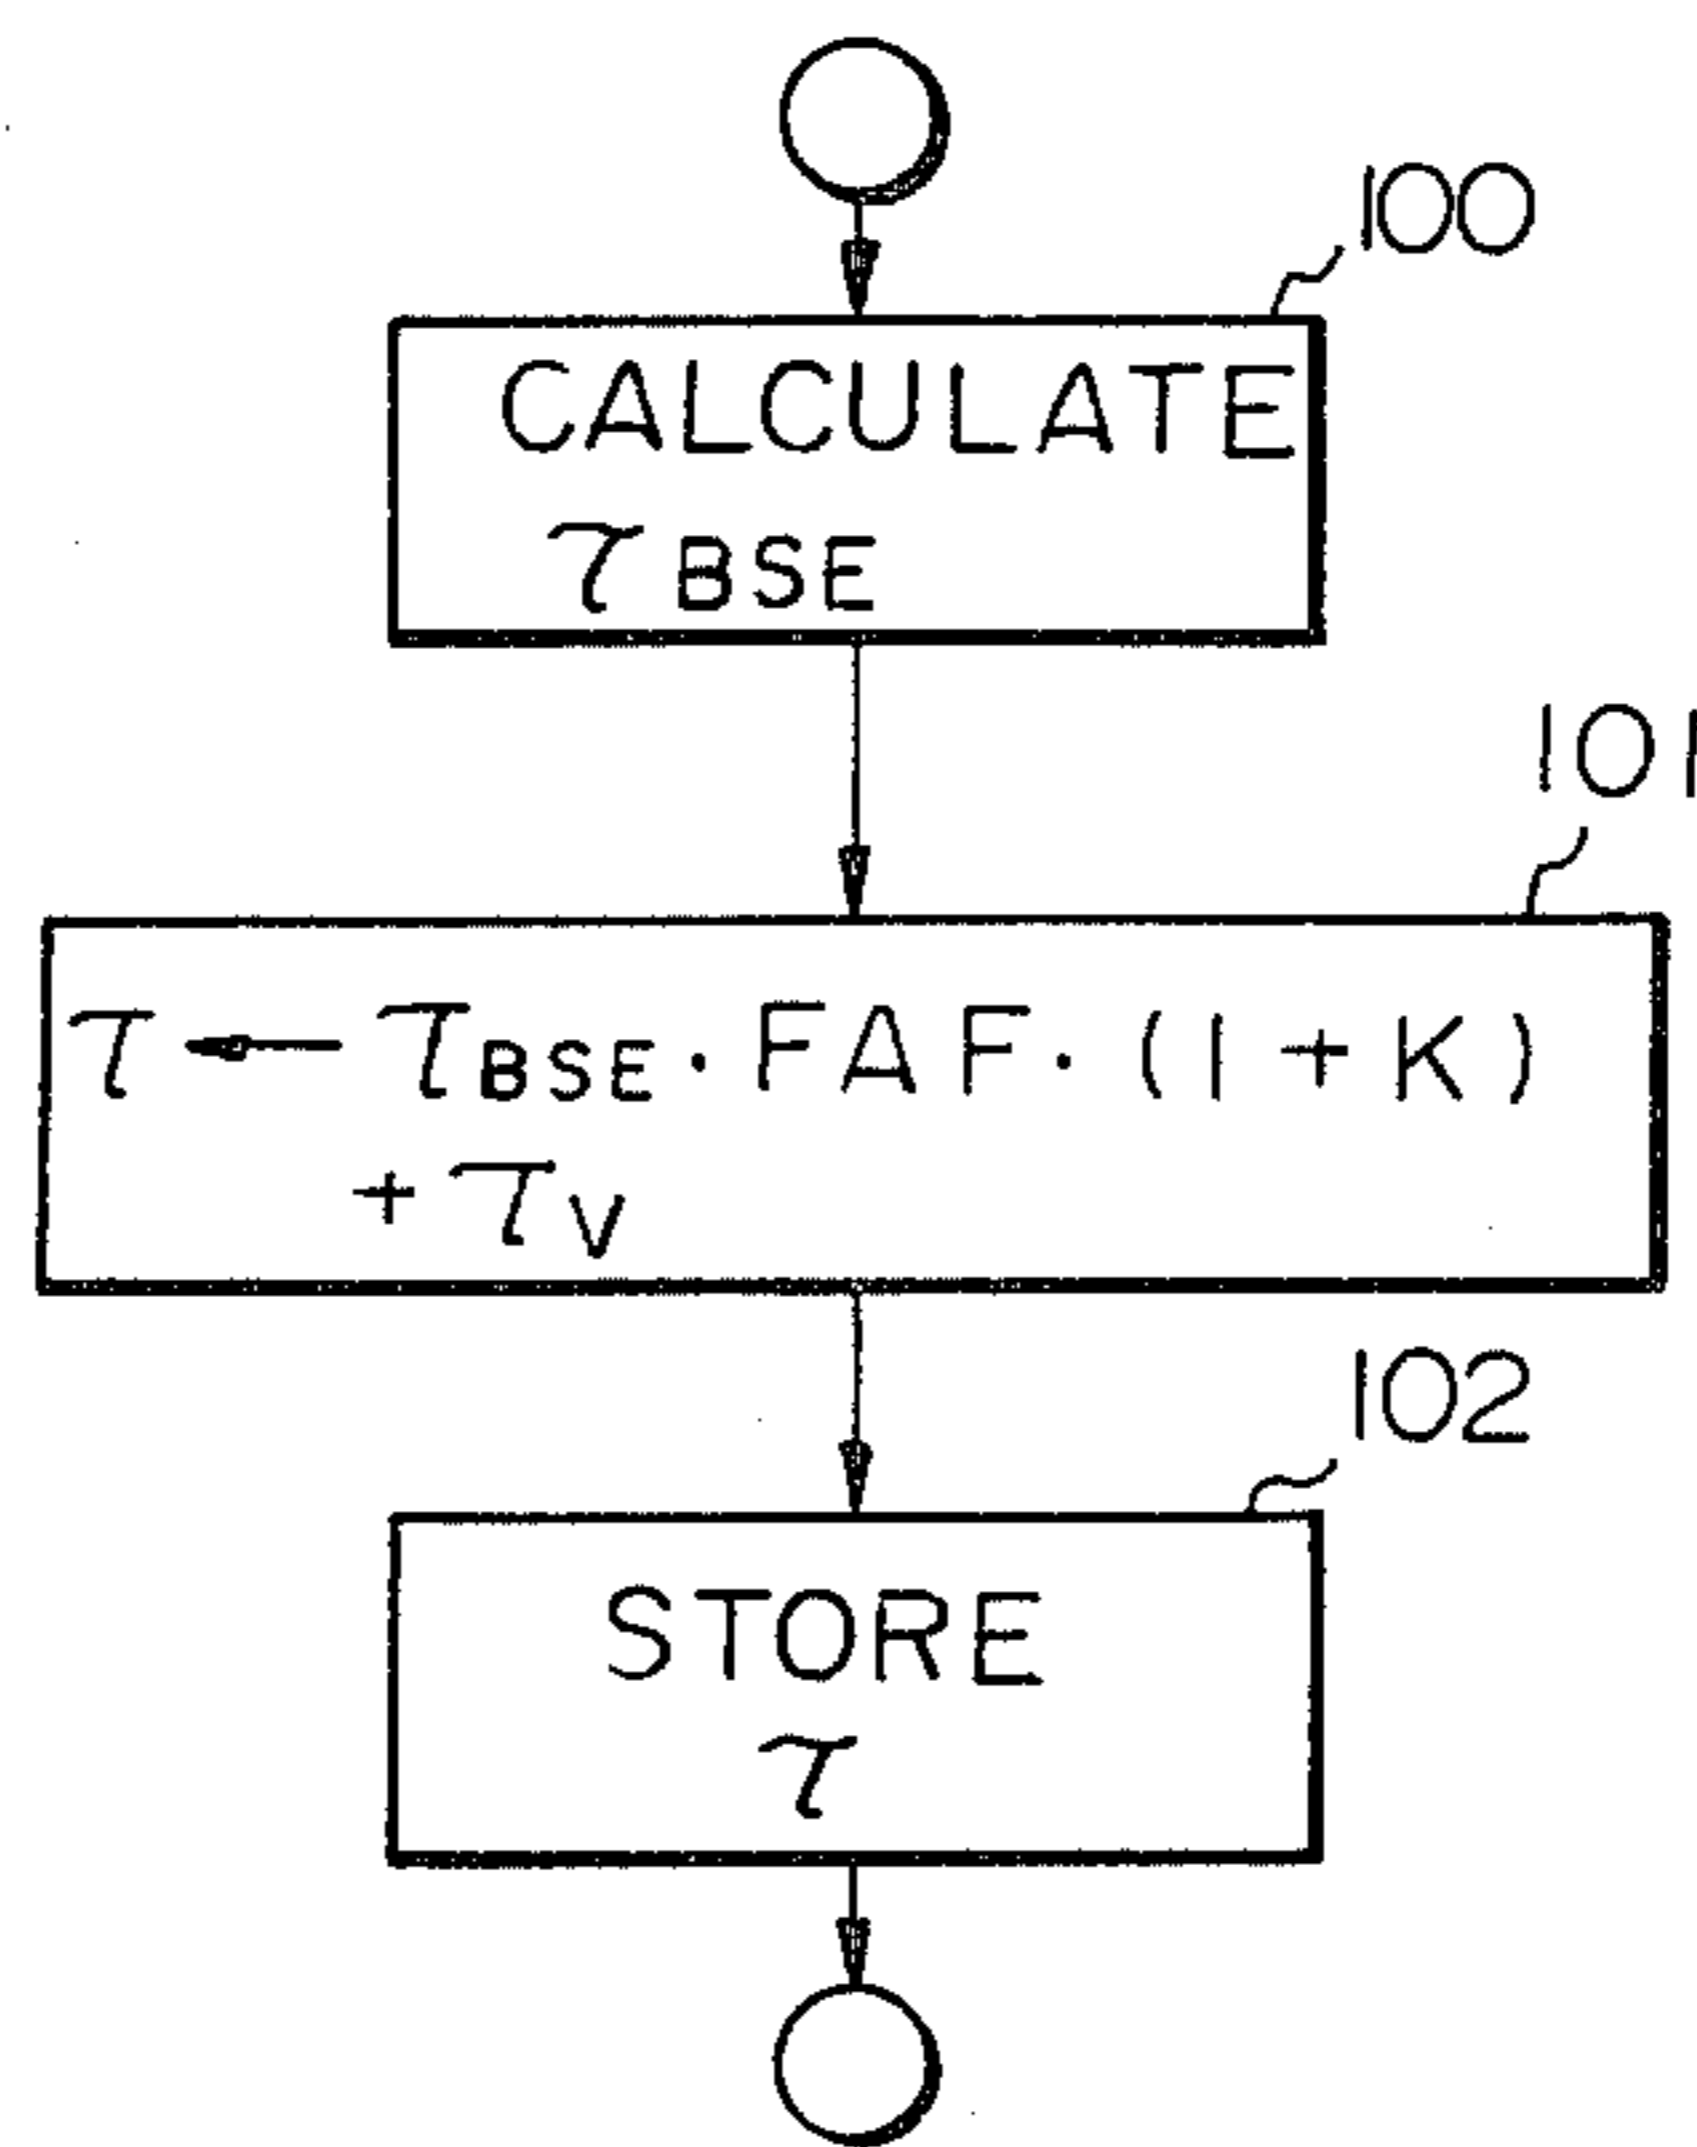 100
CALCULATE
τBSE
101
τ ← τBSE · FAF · (1 + K)
+ τV
102
STORE
τ